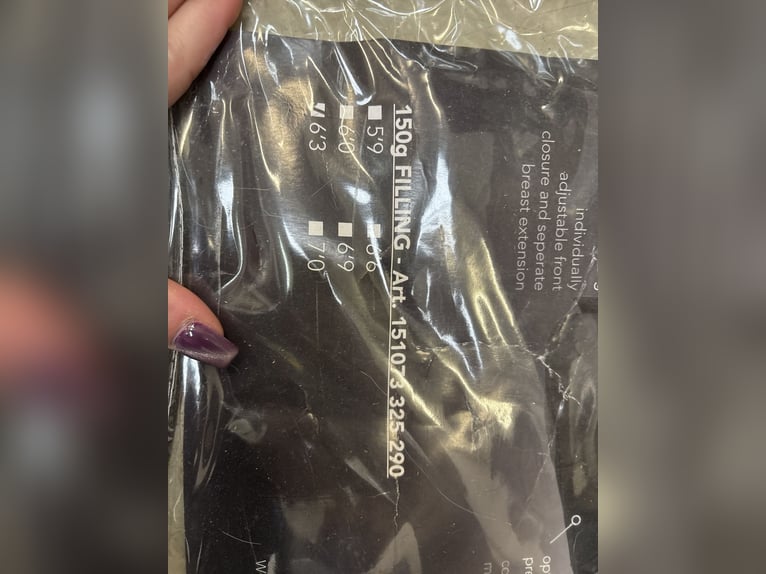 individually
adjustable front
closure and seperate
breast extension
150g FILLING - Art. 151073 325 290
5'9 6'6
6'0 6'9
6'3 7'0